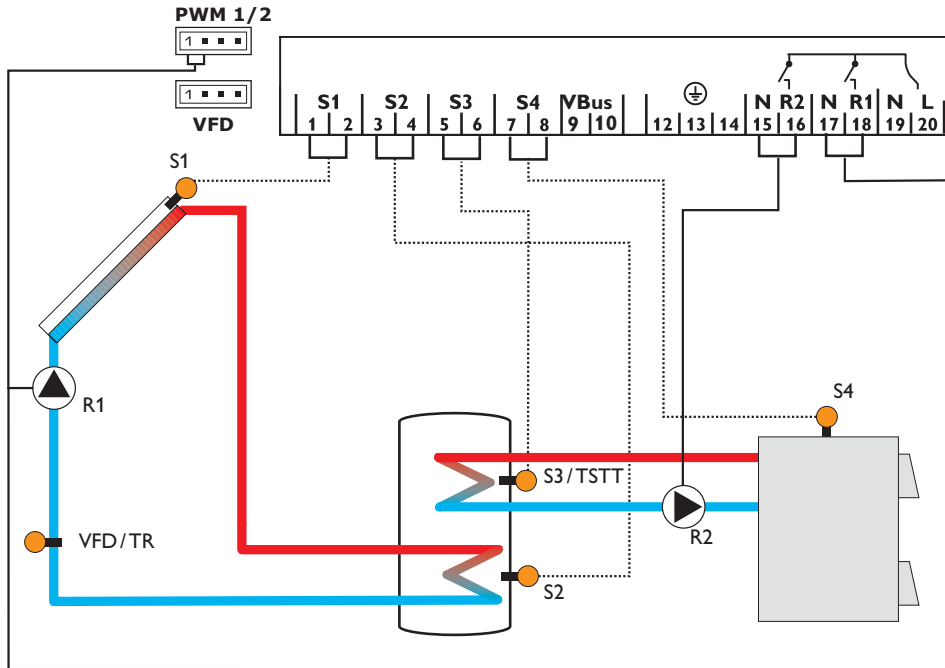 PWM 1/2
1
1
VFD
S1 S2 S3 S4 VBus N R2 N R1 N L
1 2 3 4 5 6 7 8 9 10 12 13 14 15 16 17 18 19 20
S1
R1
VFD/TR
S3/TSTT
S2
R2
S4